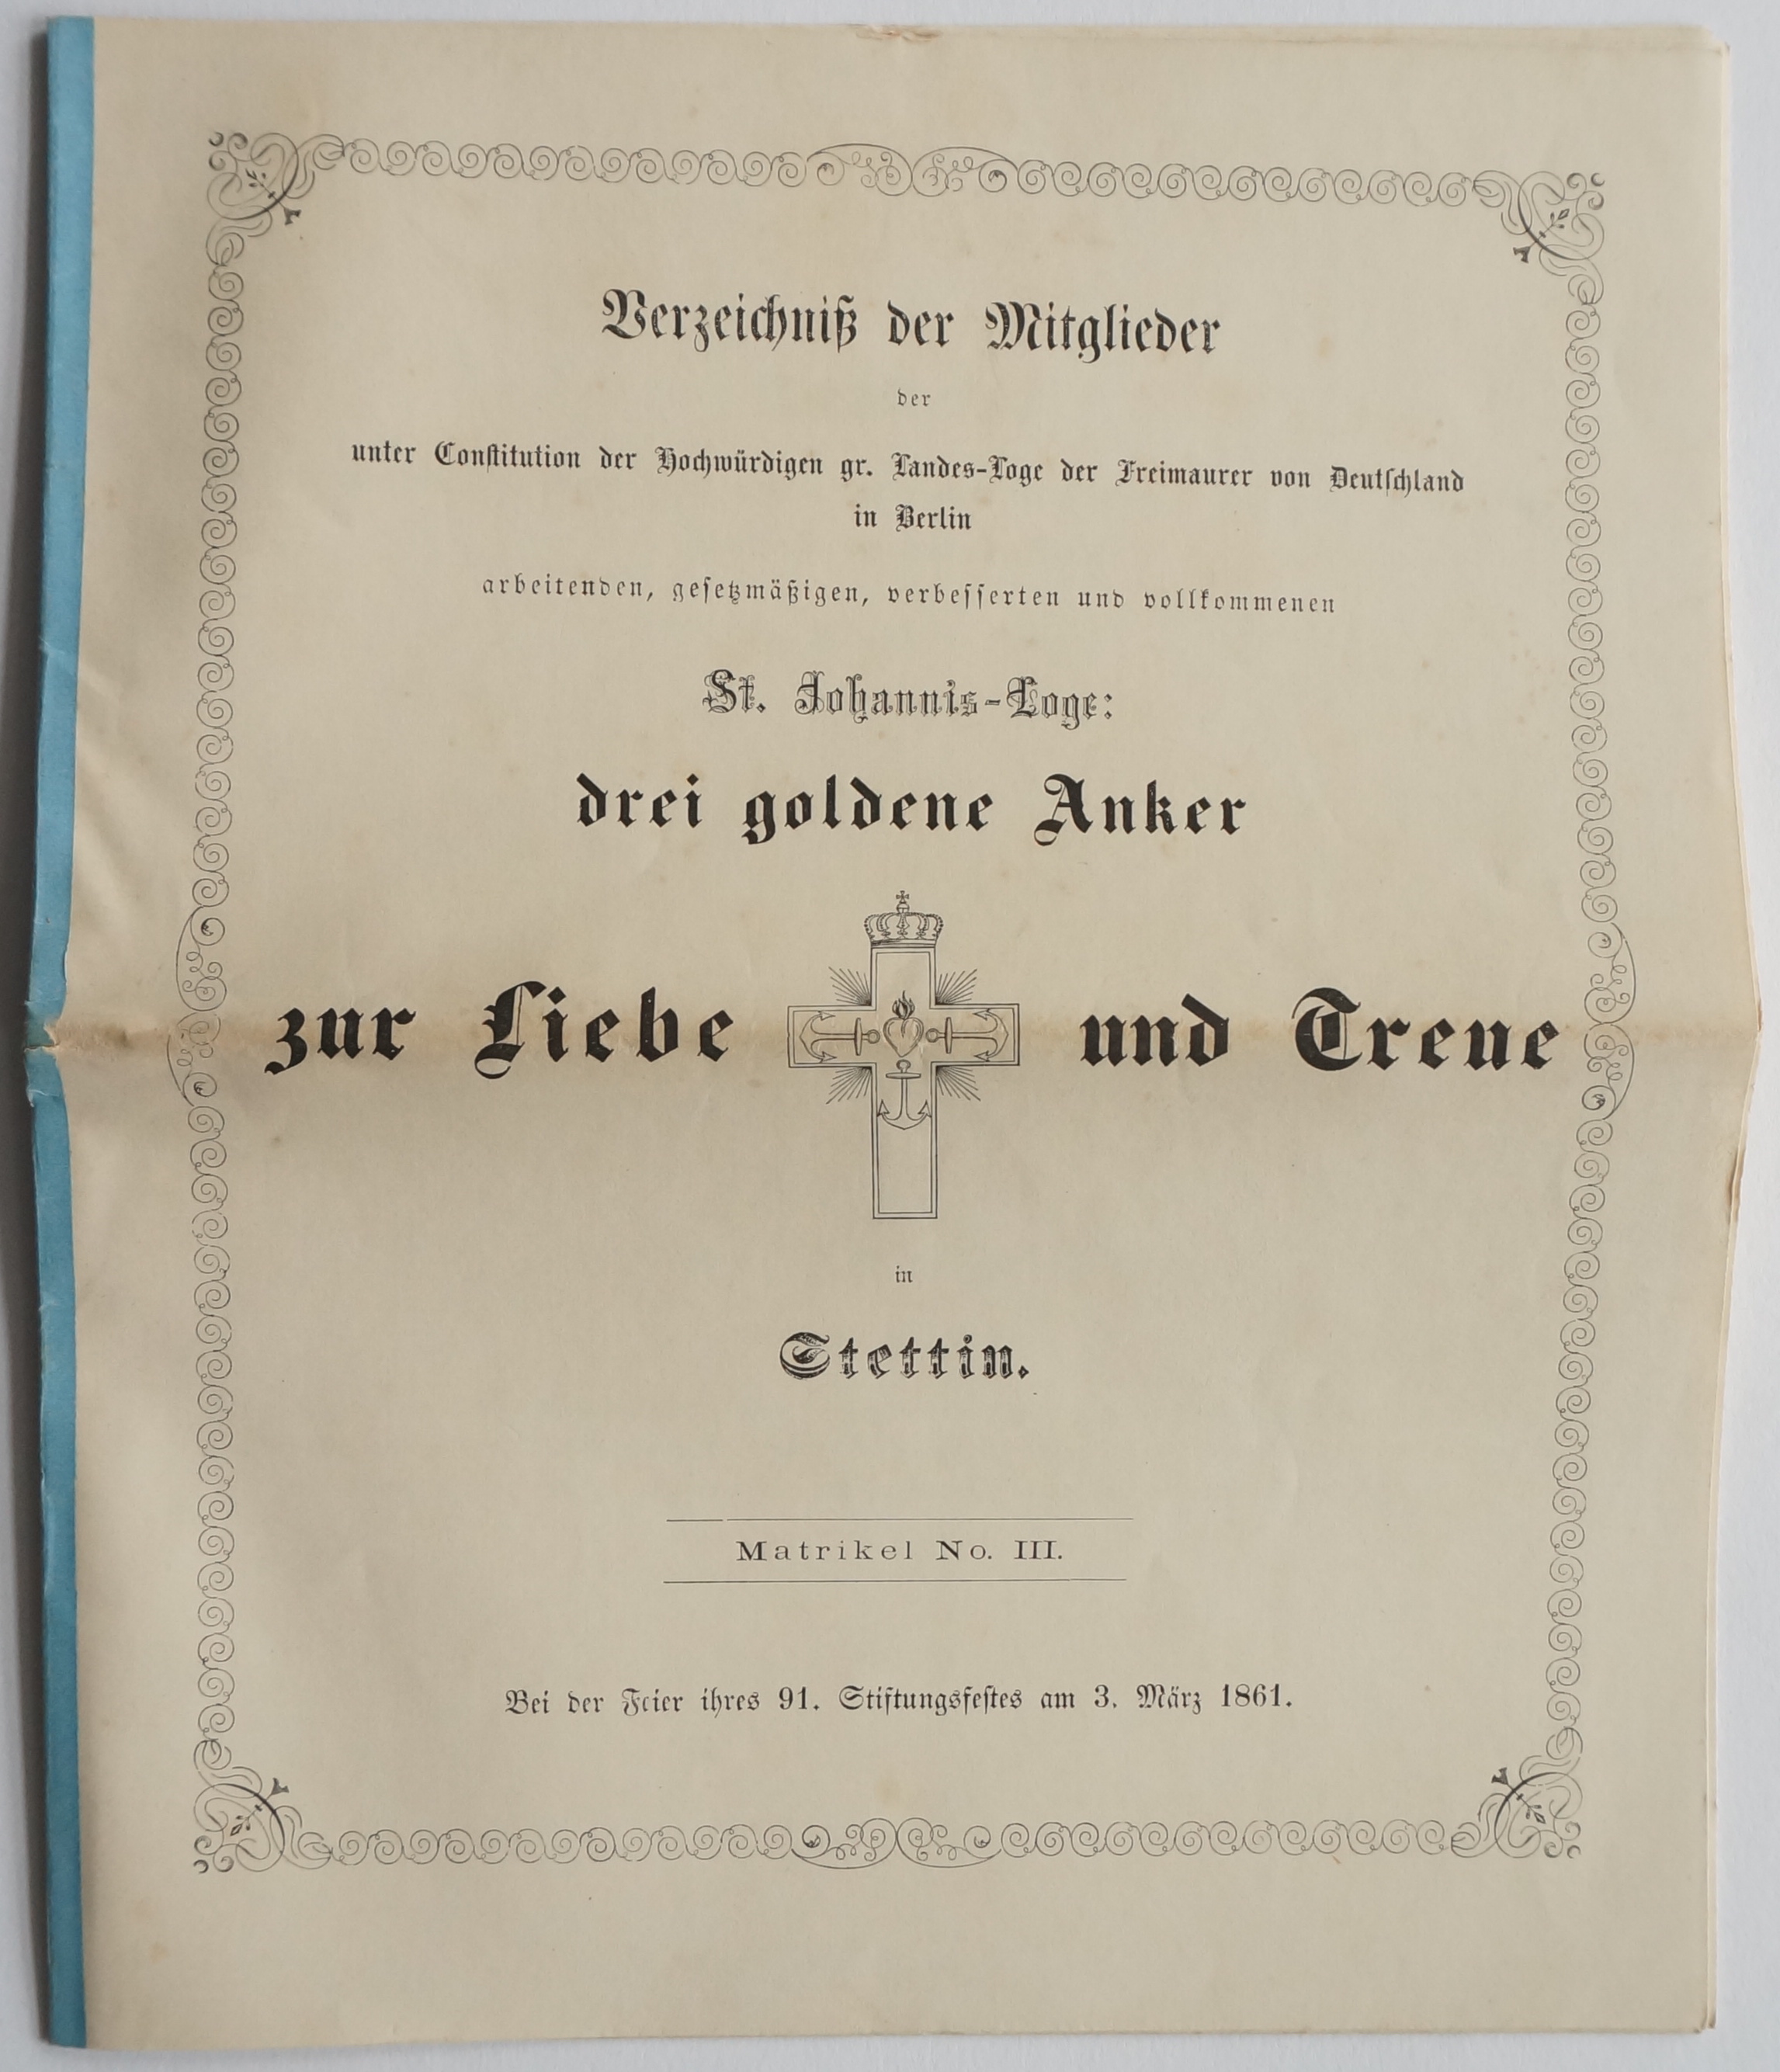 Verzeichniß der Mitglieder
der
unter Constitution der Hochwürdigen gr. Landes-Loge der Freimaurer von Deutschland
in Berlin
arbeitenden, gesetzmäßigen, verbesserten und vollkommenen
St. Johannis-Loge:
drei goldene Anker
zur Liebe und Treue
in
Stettin.
Matrikel No. III.
Bei der Feier ihres 91. Stiftungsfestes am 3. März 1861.